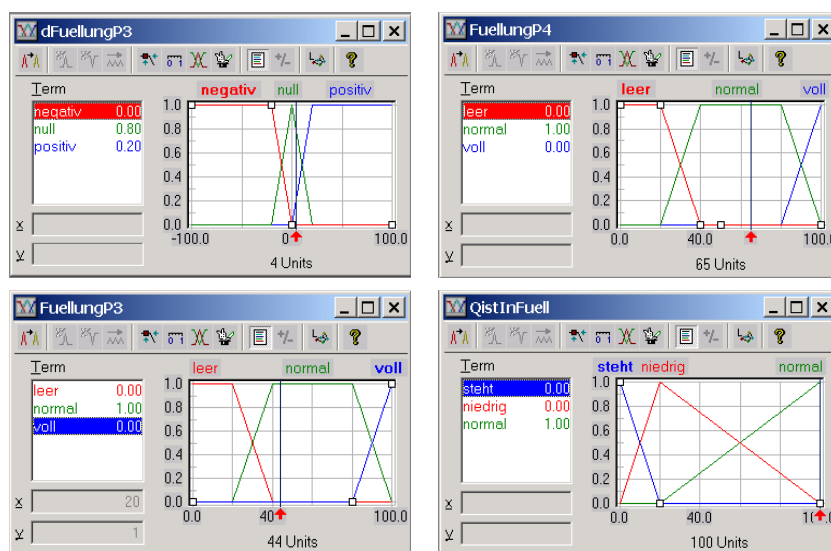 dFuellungP3
Term
negativ 0.00
null 0.80
positiv 0.20
x
y
negativ null positiv
1.0
0.8
0.6
0.4
0.2
0.0
-100.0 100.0
4 Units
FuellungP4
Term
leer 0.00
normal 1.00
voll 0.00
x
y
leer normal voll
1.0
0.8
0.6
0.4
0.2
0.0
0.0 40.0 100.0
65 Units
FuellungP3
Term
leer 0.00
normal 1.00
voll 0.00
x 20
y 1
leer normal voll
1.0
0.8
0.6
0.4
0.2
0.0
0.0 100.0
44 Units
QistInFuell
Term
steht 0.00
niedrig 0.00
normal 1.00
x
y
steht niedrig normal
1.0
0.8
0.6
0.4
0.2
0.0
0.0 40.0
100 Units